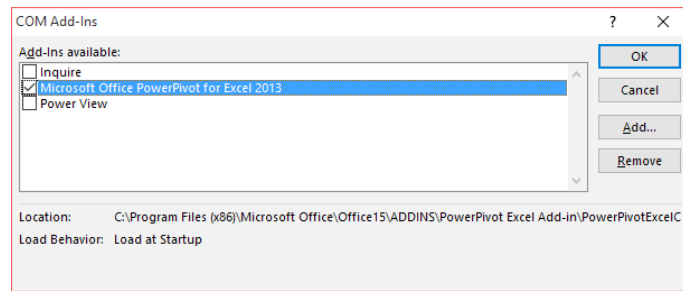 COM Add-Ins ? X
Add-Ins available:
OK
Inquire
Microsoft Office PowerPivot for Excel 2013
Power View
Cancel
Add...
Remove
Location: C:\Program Files (x86)\Microsoft Office\Office15\ADDINS\PowerPivot Excel Add-in\PowerPivotExcelC
Load Behavior: Load at Startup